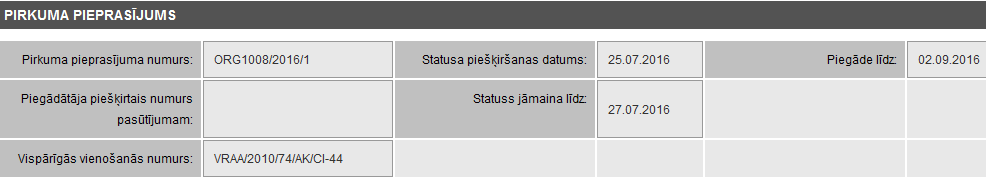 PIRKUMA PIEPRASĪJUMS
Pirkuma pieprasījuma numurs: ORG1008/2016/1 Statusa piešķiršanas datums: 25.07.2016 Piegāde līdz: 02.09.2016
Piegādātāja piešķirtais numurs
pasūtījumam:
Statuss jāmaina līdz: 27.07.2016
Vispārīgās vienošanās numurs: VRAA/2010/74/AK/CI-44